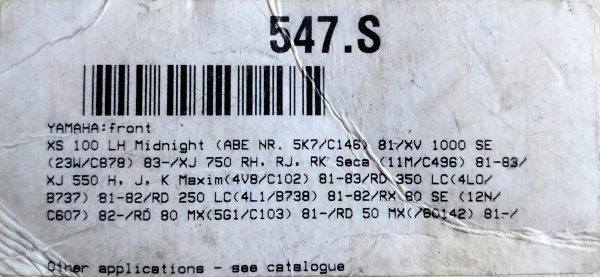 547.S
YAMAHA:front
XS 100 LH Midnight (ABE NR. 5K7/C146) 81/XV 1000 SE
(23W/C878) 83-/XJ 750 RH, RJ, RK Seca (11M/C496) 81-83/
XJ 550 H, J, K Maxim(4V8/C102) 81-83/RD 350 LC(4L0/
B737) 81-82/RD 250 LC(4L1/B738) 81-82/RX 80 SE (12N/
C607) 82-/RD 80 MX(5G1/C103) 81-/RD 50 MX(/60142) 81-/
Other applications - see catalogue